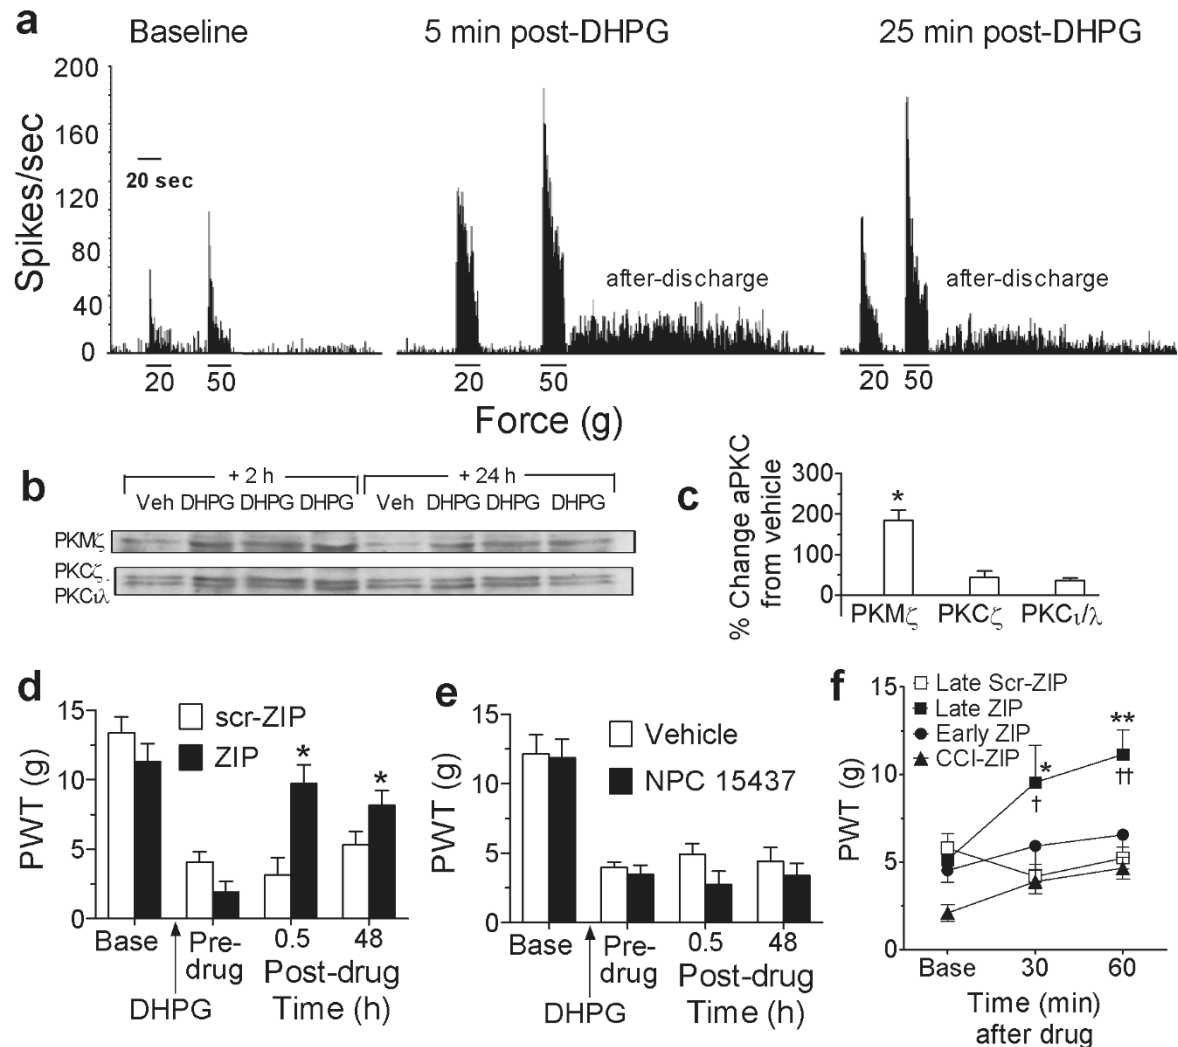 a
Baseline
5 min post-DHPG
25 min post-DHPG
Spikes/sec
200
160
120
80
40
0
20 sec
after-discharge
after-discharge
20 50
20 50
20 50
Force (g)
b
+ 2 h
+ 24 h
Veh DHPG DHPG DHPG Veh DHPG DHPG DHPG
PKMζ
PKCζ
PKCιλ
c
% Change aPKC
from vehicle
300
200
100
0
*
PKMζ PKCζ PKCι/λ
d
PWT (g)
15
10
5
0
scr-ZIP
ZIP
* *
Base Pre-drug 0.5 48
Post-drug
DHPG
Time (h)
e
PWT (g)
15
10
5
0
Vehicle
NPC 15437
Base Pre-drug 0.5 48
Post-drug
DHPG
Time (h)
f
Late Scr-ZIP
Late ZIP
Early ZIP
CCI-ZIP
PWT (g)
15
10
5
0
*
†
**
††
Base 30 60
Time (min)
after drug